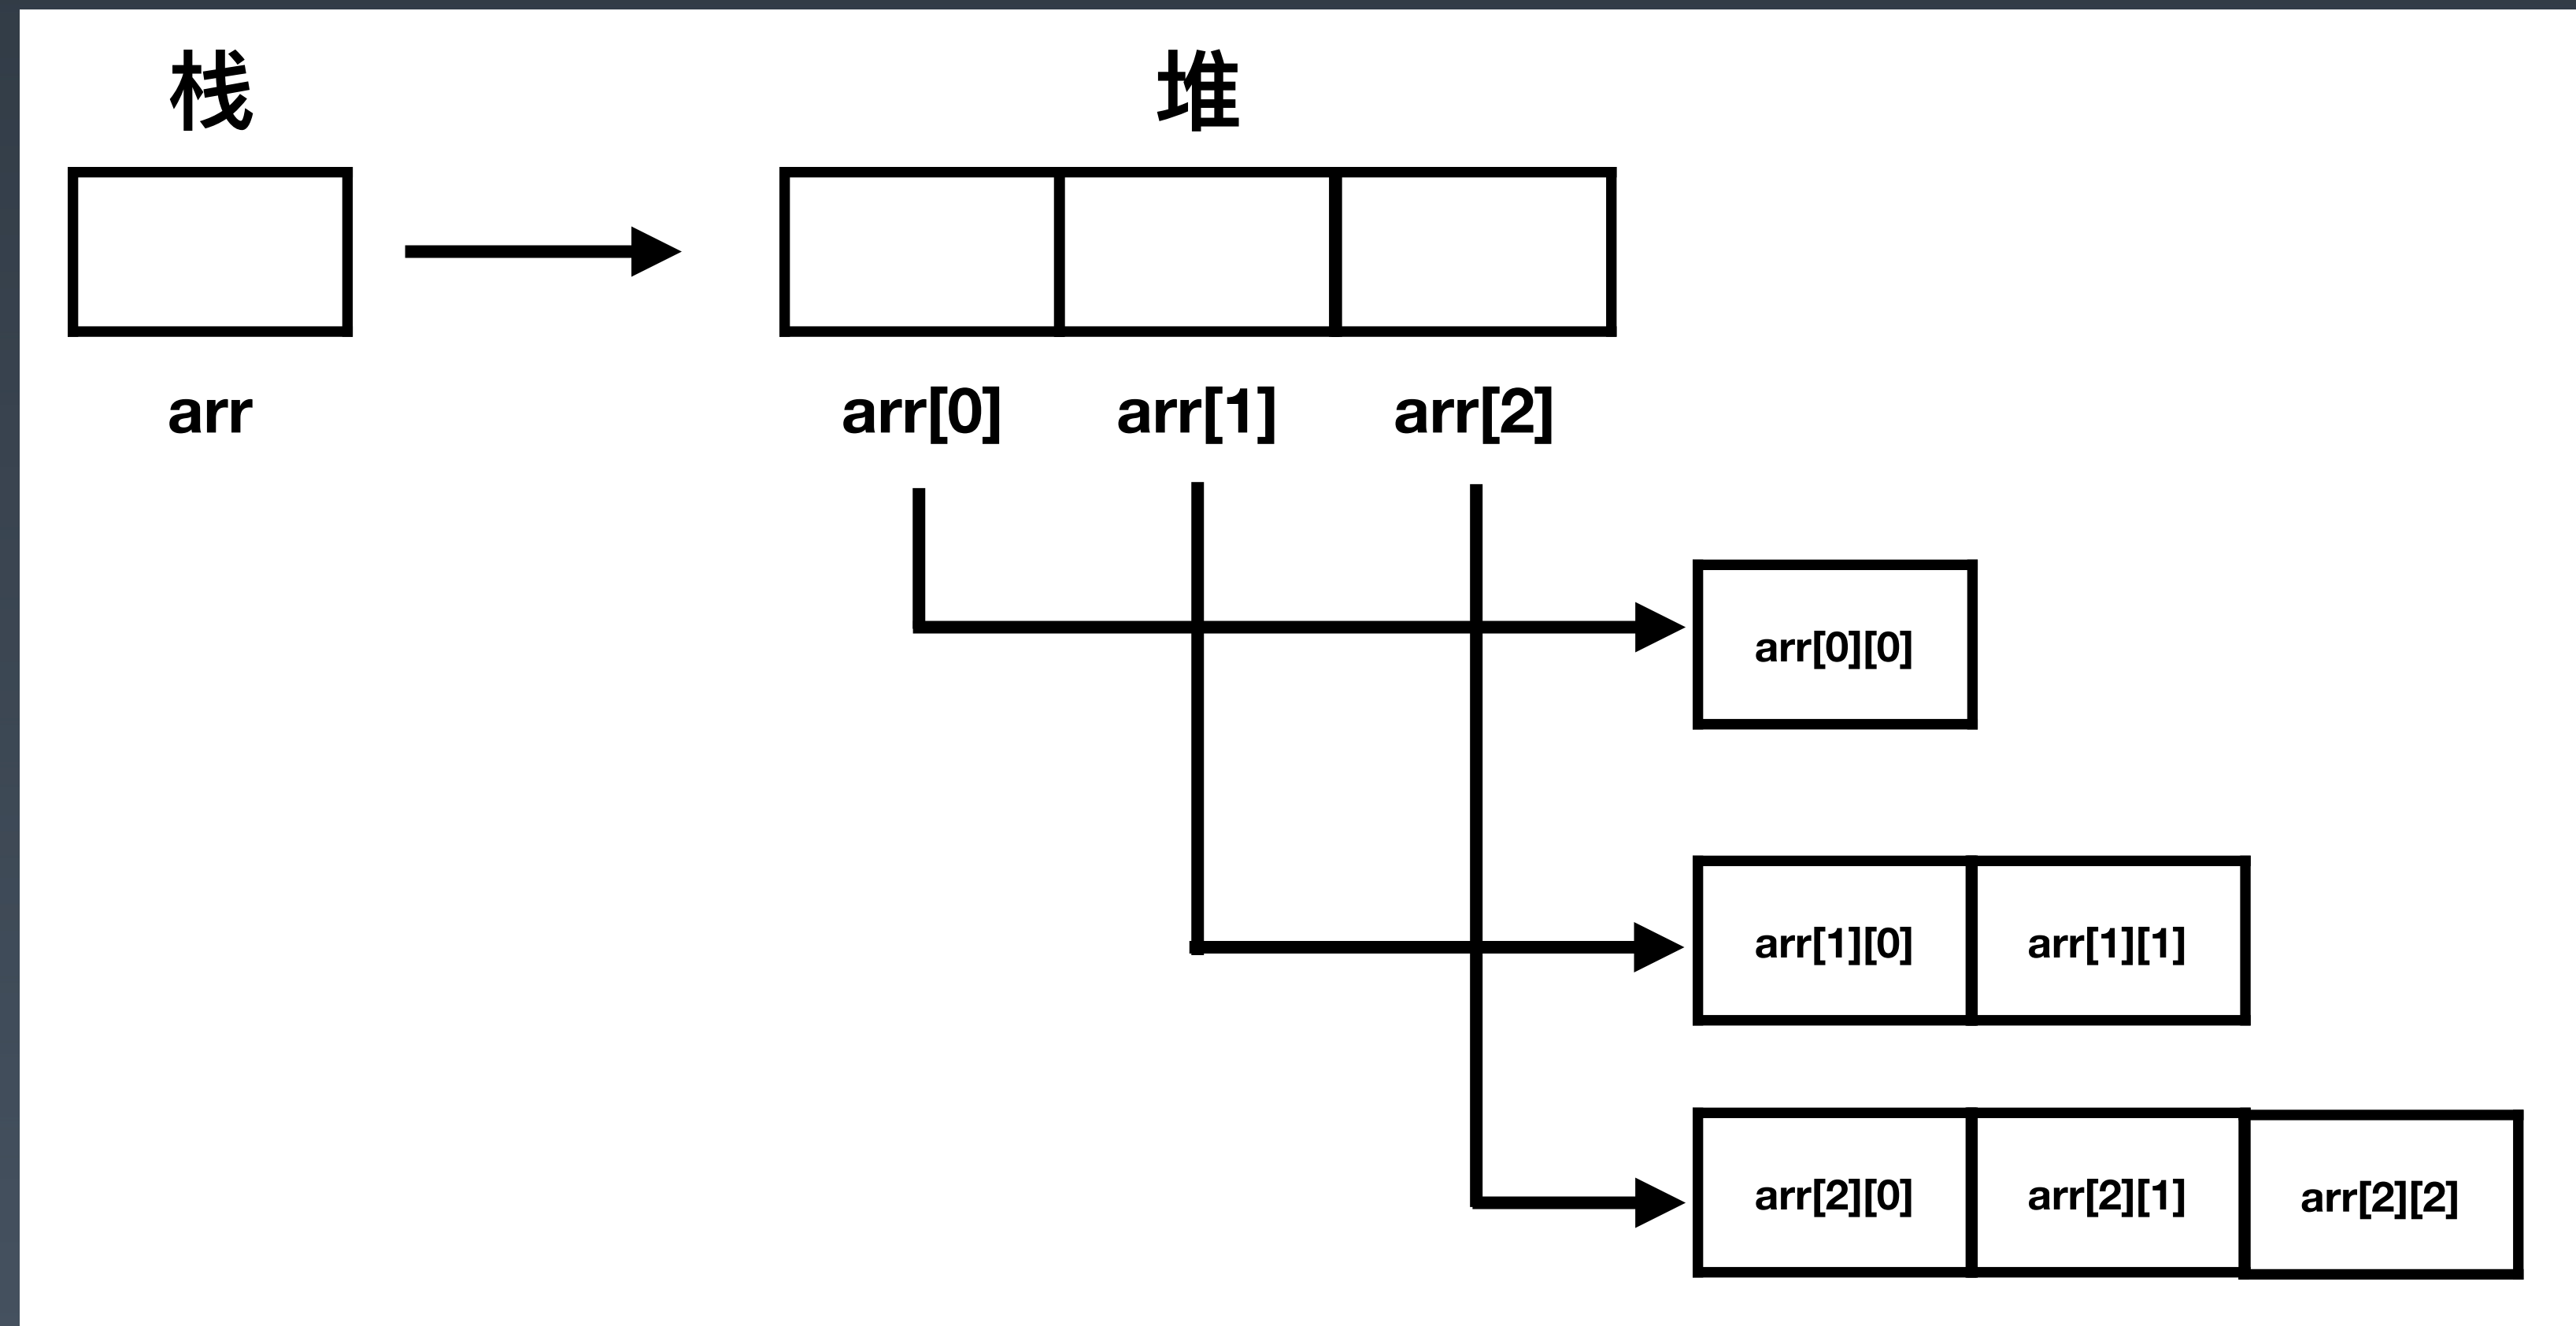 栈 堆
arr arr[0] arr[1] arr[2]
arr[0][0]
arr[1][0] arr[1][1]
arr[2][0] arr[2][1] arr[2][2]